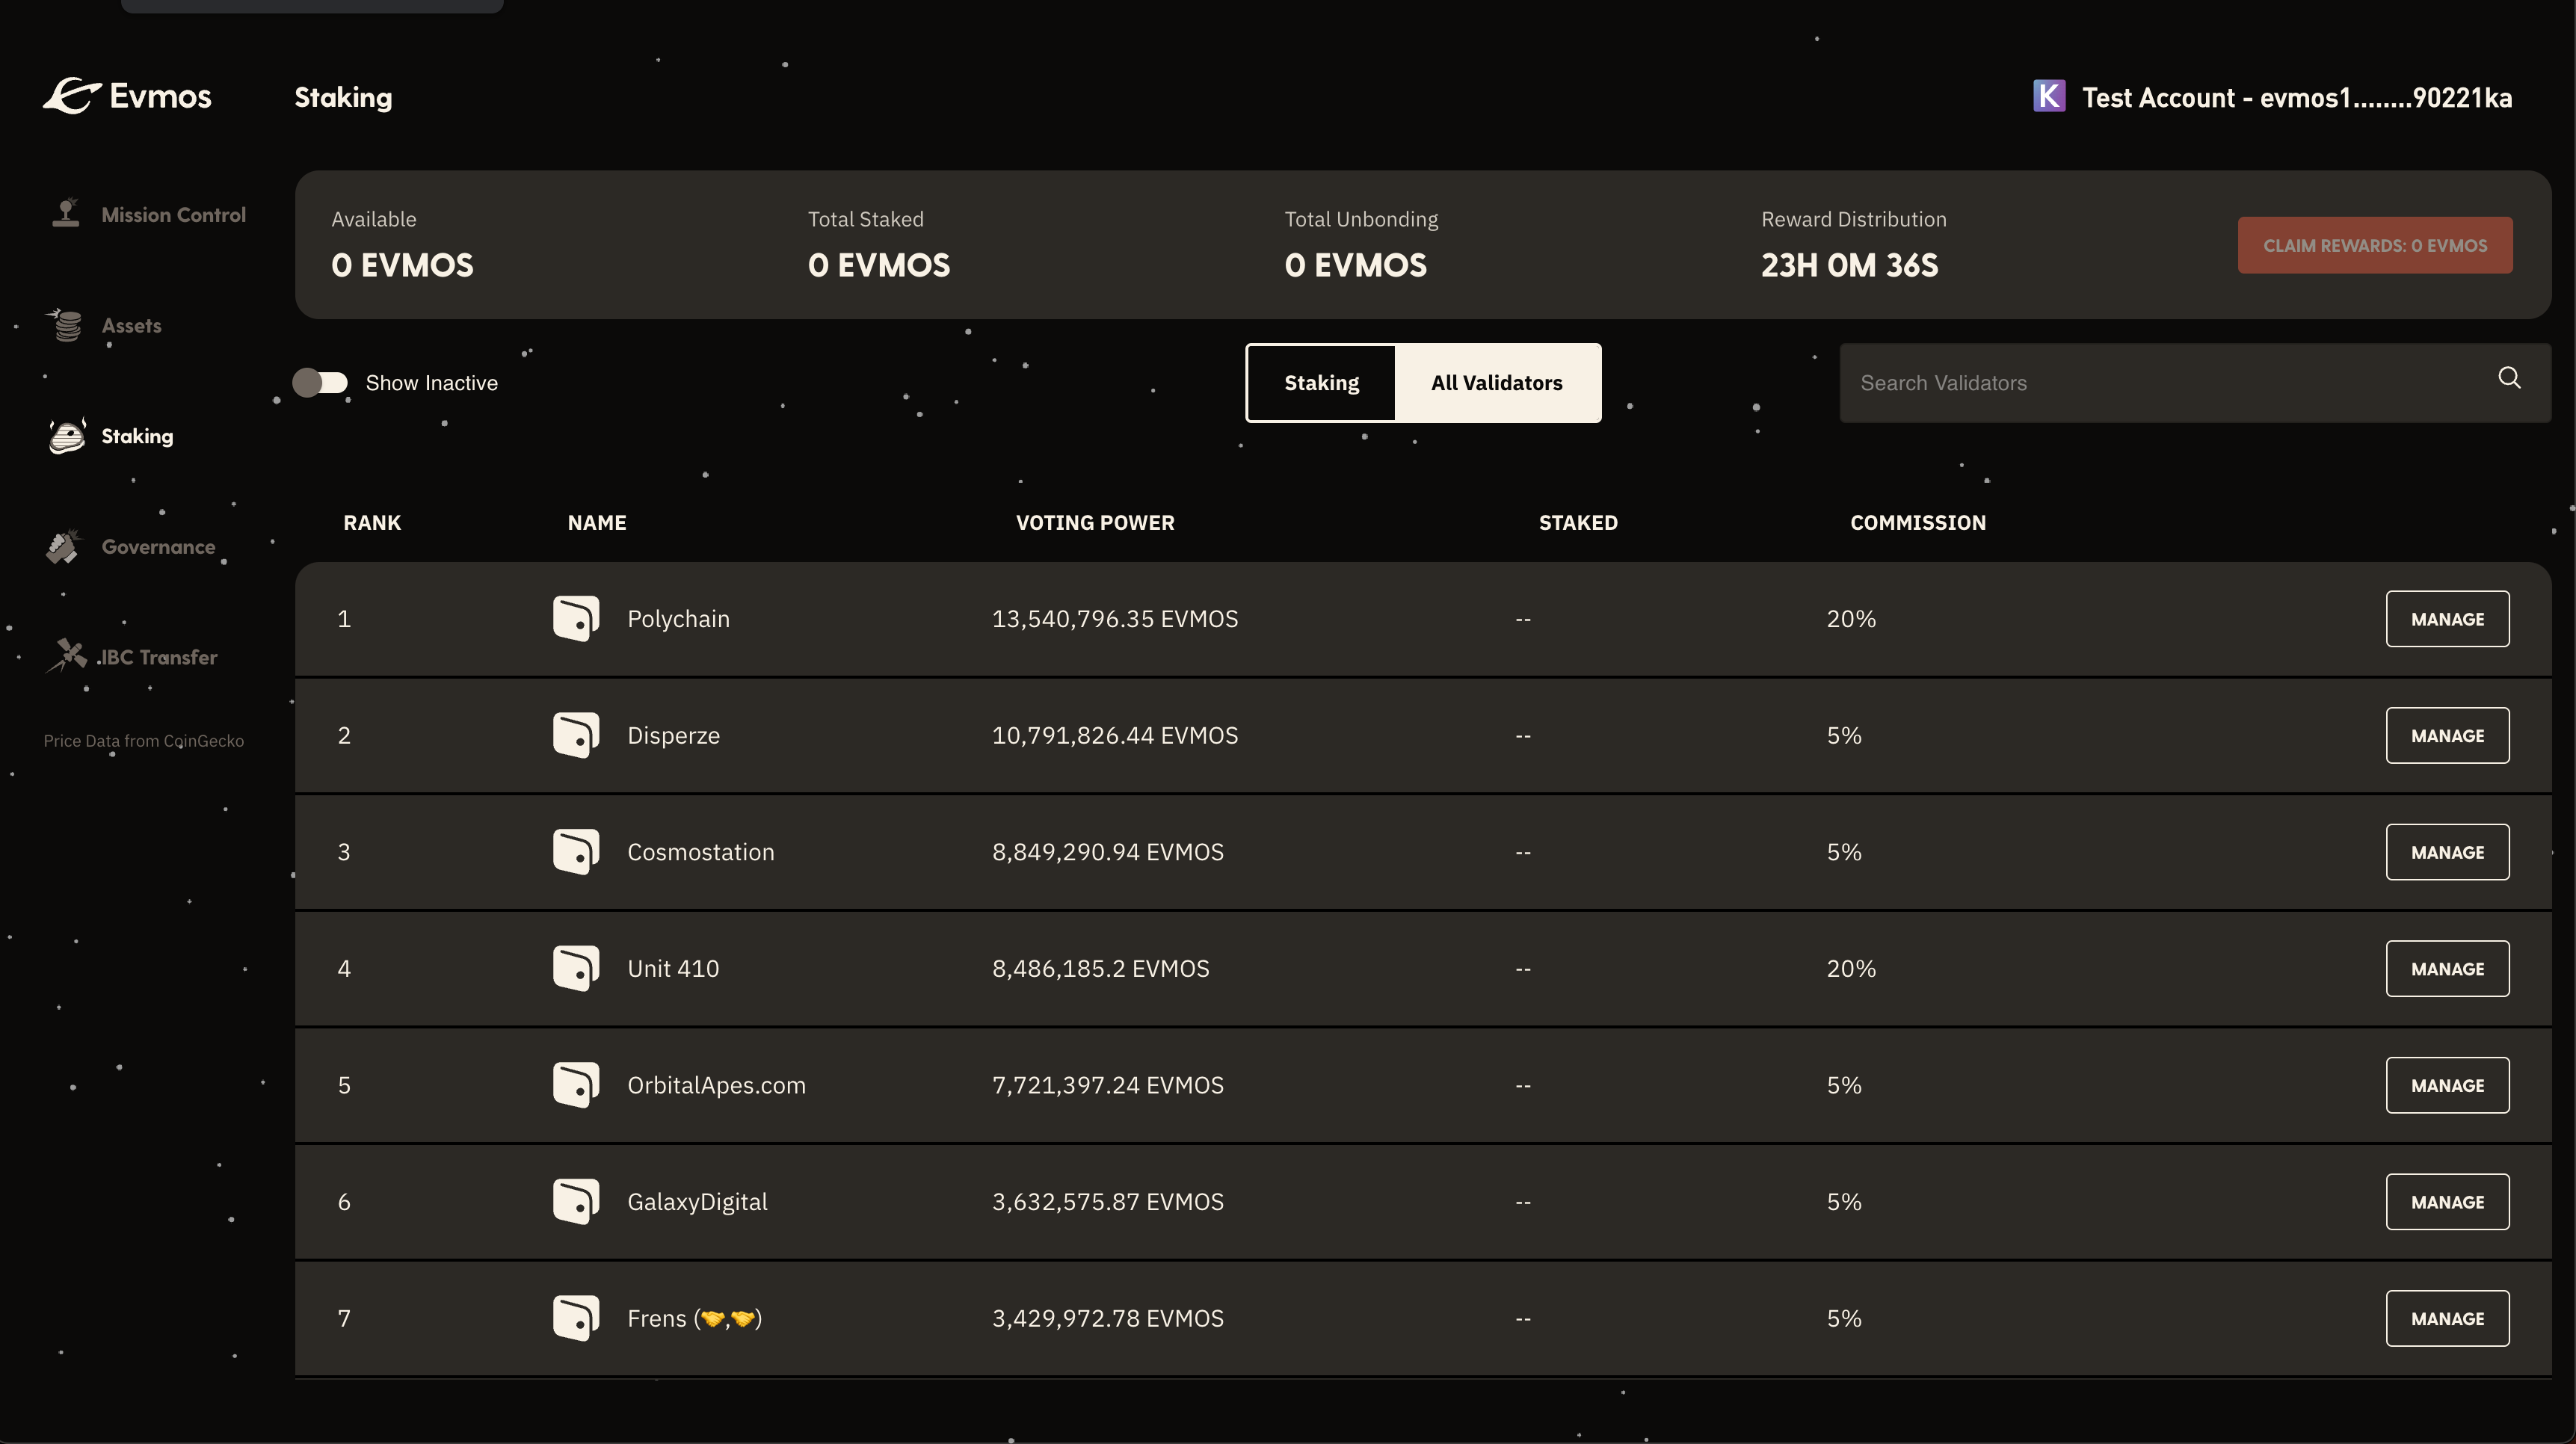 Evmos
Staking
K Test Account - evmos1........90221ka
Mission Control
Assets
Staking
Governance
IBC Transfer
Price Data from CoinGecko
Available Total Staked Total Unbonding Reward Distribution
0 EVMOS 0 EVMOS 0 EVMOS 23H 0M 36S
CLAIM REWARDS: 0 EVMOS
Show Inactive
Staking All Validators
Search Validators
RANK NAME VOTING POWER STAKED COMMISSION
1 Polychain 13,540,796.35 EVMOS -- 20% MANAGE
2 Disperze 10,791,826.44 EVMOS -- 5% MANAGE
3 Cosmostation 8,849,290.94 EVMOS -- 5% MANAGE
4 Unit 410 8,486,185.2 EVMOS -- 20% MANAGE
5 OrbitalApes.com 7,721,397.24 EVMOS -- 5% MANAGE
6 GalaxyDigital 3,632,575.87 EVMOS -- 5% MANAGE
7 Frens (🤝,🤝) 3,429,972.78 EVMOS -- 5% MANAGE